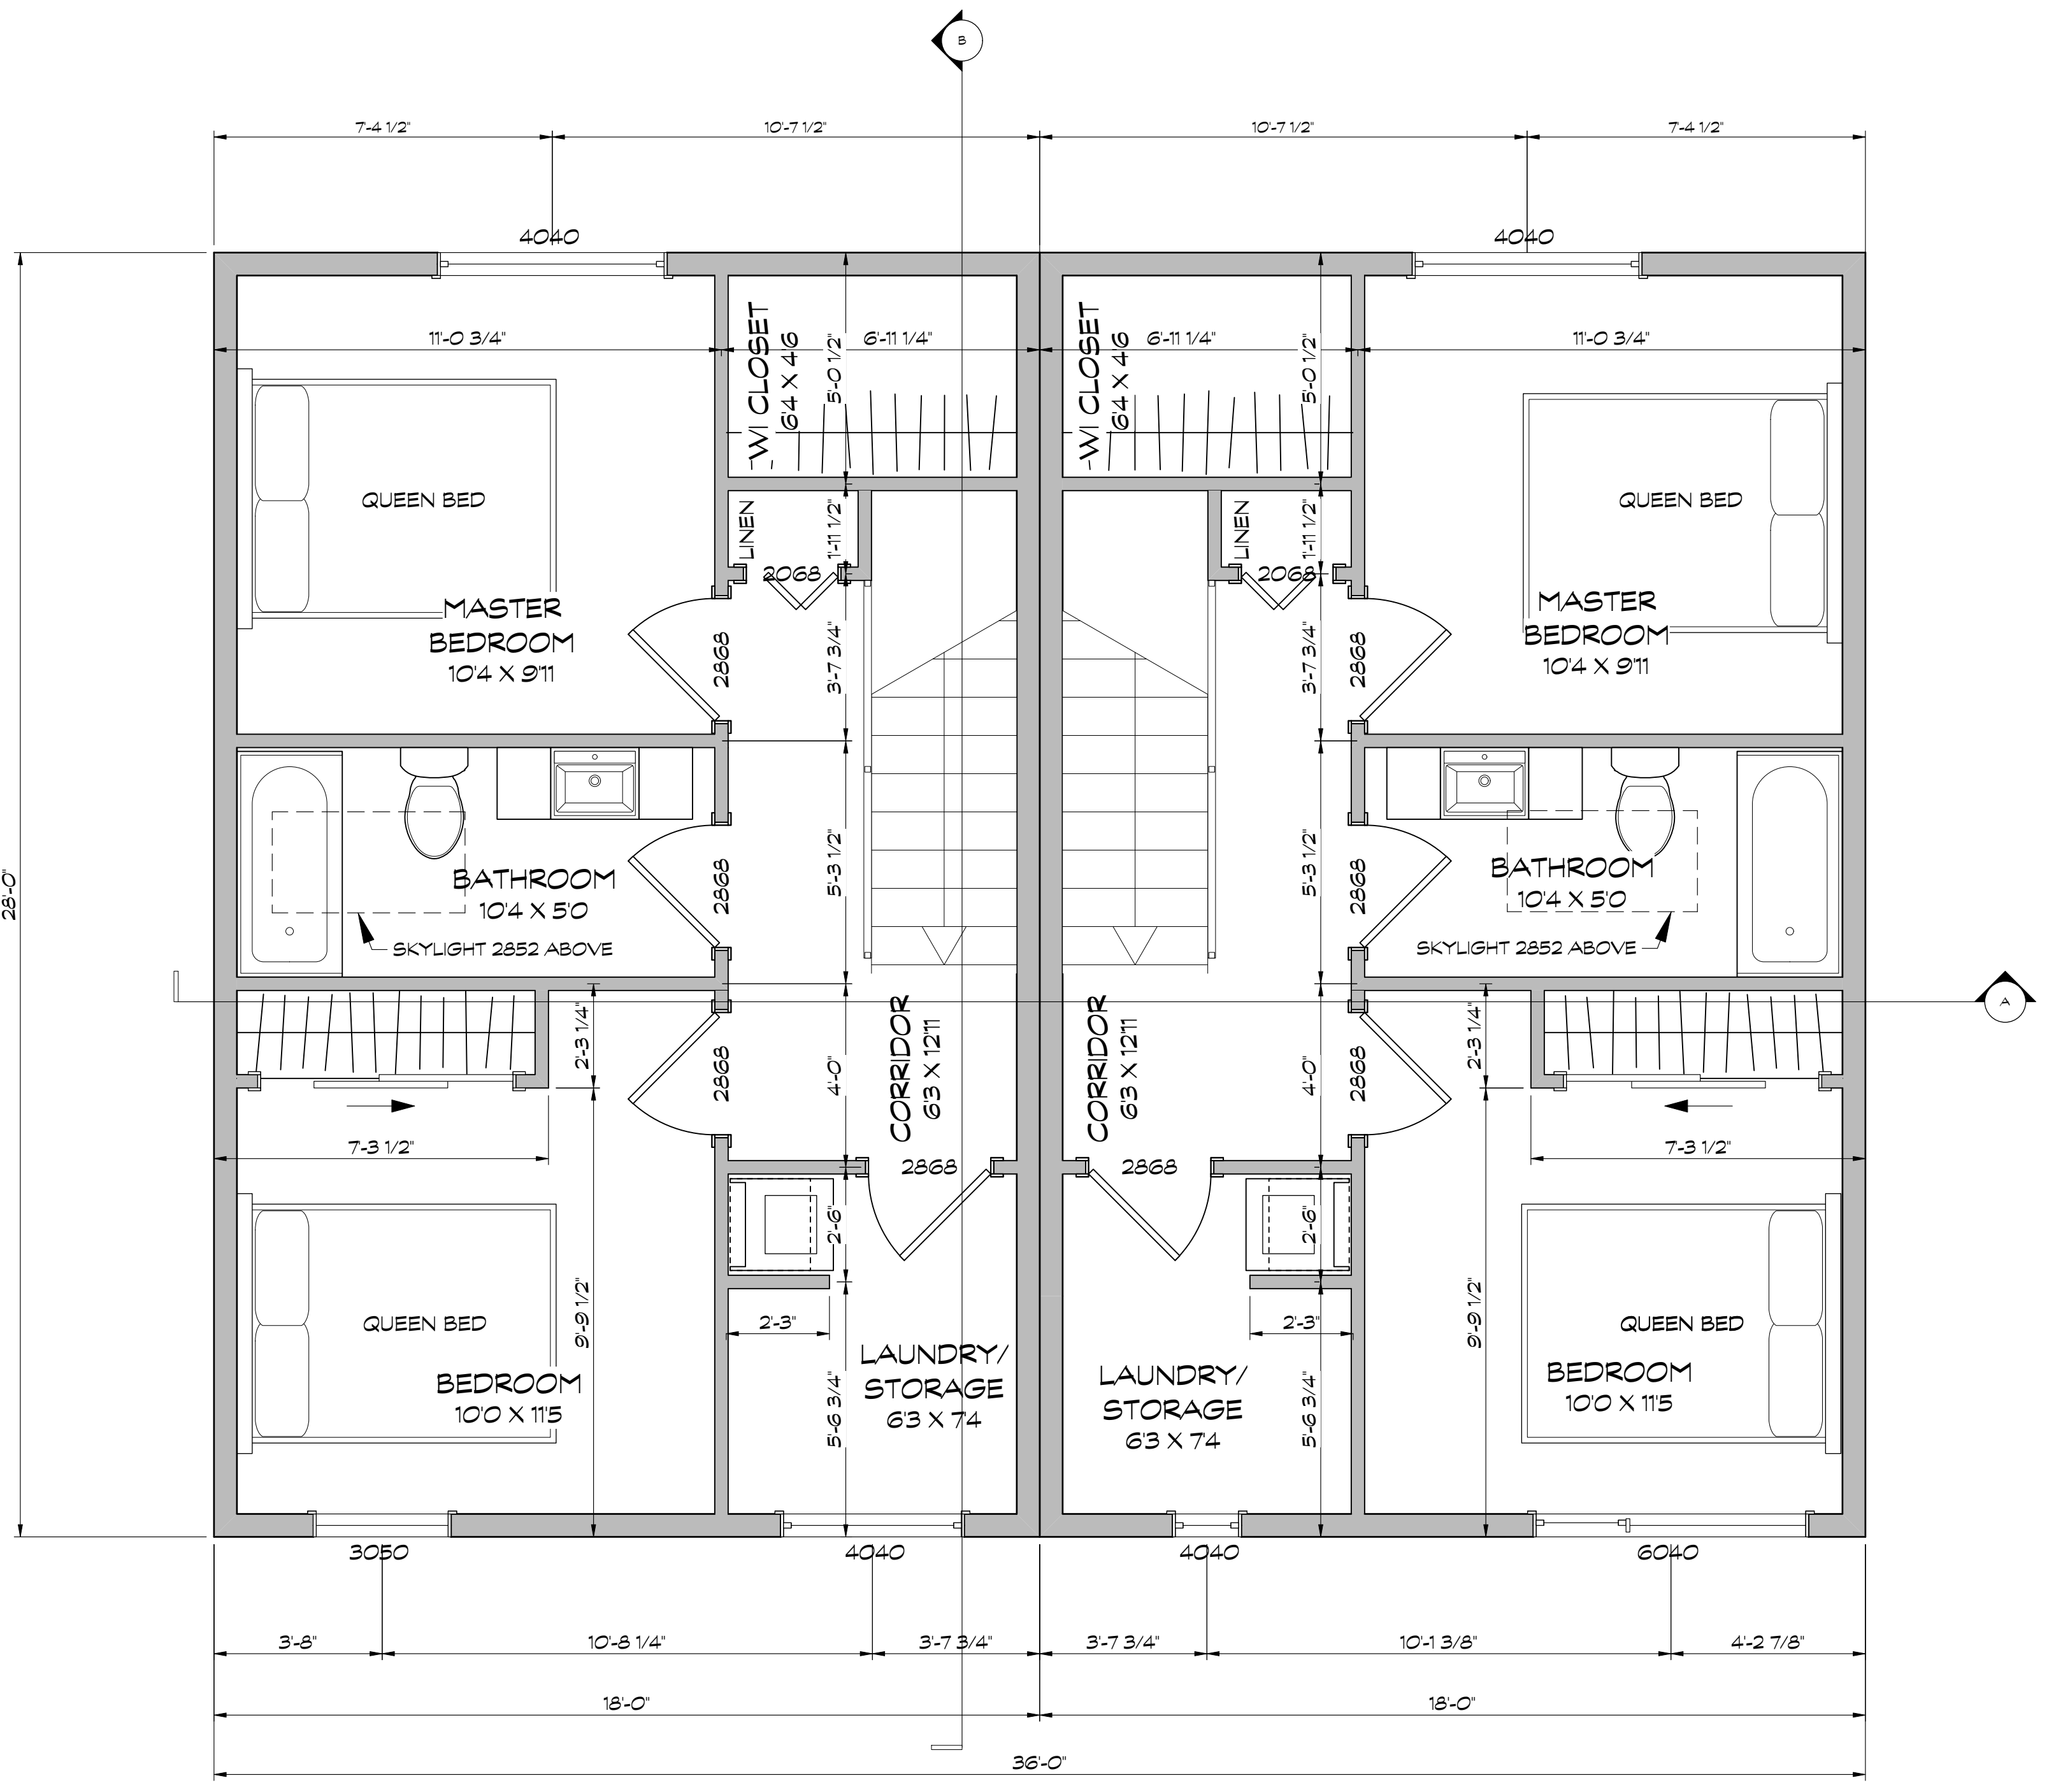 B
7'-4 1/2"
10'-7 1/2"
10'-7 1/2"
7'-4 1/2"
4040
4040
11'-0 3/4"
6'-11 1/4"
6'-11 1/4"
11'-0 3/4"
WI CLOSET
6'4 X 4'6
5'-0 1/2"
WI CLOSET
6'4 X 4'6
5'-0 1/2"
QUEEN BED
QUEEN BED
LINEN
1'-11 1/2"
LINEN
1'-11 1/2"
2068
2068
MASTER
BEDROOM
10'4 X 9'11
2868
3'-7 3/4"
3'-7 3/4"
2868
MASTER
BEDROOM
10'4 X 9'11
28'-0"
BATHROOM
10'4 X 5'0
SKYLIGHT 2852 ABOVE
2868
5'-3 1/2"
5'-3 1/2"
2868
BATHROOM
10'4 X 5'0
SKYLIGHT 2852 ABOVE
A
2'-3 1/4"
2868
4'-0"
CORRIDOR
6'3 X 12'11
CORRIDOR
6'3 X 12'11
4'-0"
2868
2'-3 1/4"
7'-3 1/2"
7'-3 1/2"
2868
2868
2'-6"
2'-6"
QUEEN BED
9'-9 1/2"
2'-3"
2'-3"
9'-9 1/2"
QUEEN BED
BEDROOM
10'0 X 11'5
5'-6 3/4"
LAUNDRY/
STORAGE
6'3 X 7'4
LAUNDRY/
STORAGE
6'3 X 7'4
5'-6 3/4"
BEDROOM
10'0 X 11'5
3050
4040
4040
6040
3'-8"
10'-8 1/4"
3'-7 3/4"
3'-7 3/4"
10'-1 3/8"
4'-2 7/8"
18'-0"
18'-0"
36'-0"